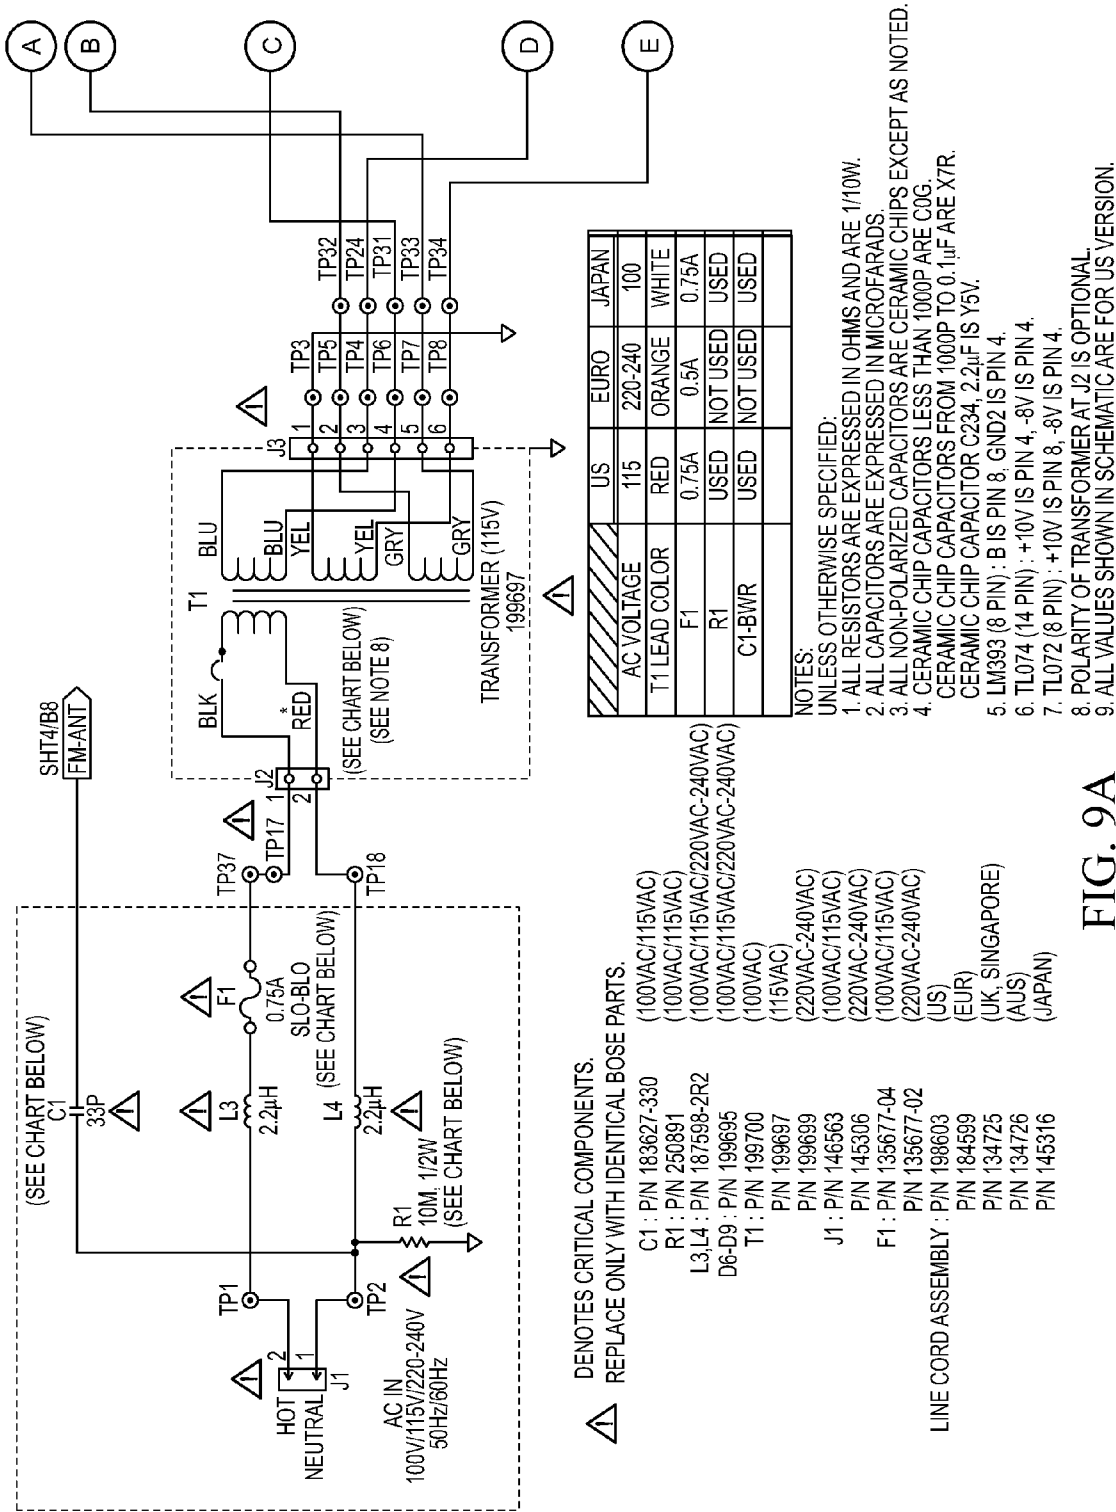 SHT4/B8
FM-ANT
(SEE CHART BELOW)
C1
33P
J1
HOT
NEUTRAL
2
1
AC IN
100V/115V/220-240V
50Hz/60Hz
TP1
TP2
R1
10M, 1/2W
(SEE CHART BELOW)
L3
2.2µH
L4
2.2µH
F1
0.75A
SLO-BLO
(SEE CHART BELOW)
TP37
TP17
TP18
J2
1
2
BLK
*
RED
T1
(SEE CHART BELOW)
(SEE NOTE 8)
BLU
BLU
YEL
YEL
GRY
GRY
TRANSFORMER (115V)
199697
J3
1
2
3
4
5
6
TP3
TP5
TP4
TP6
TP7
TP8
TP32
TP24
TP31
TP33
TP34
A
B
C
D
E
DENOTES CRITICAL COMPONENTS.
REPLACE ONLY WITH IDENTICAL BOSE PARTS.
C1 : P/N 183627-330 (100VAC/115VAC)
R1 : P/N 250891 (100VAC/115VAC)
L3,L4 : P/N 187598-2R2 (100VAC/115VAC/220VAC-240VAC)
D6-D9 : P/N 199695 (100VAC/115VAC/220VAC-240VAC)
T1 : P/N 199700 (100VAC)
P/N 199697 (115VAC)
P/N 199699 (220VAC-240VAC)
J1 : P/N 146563 (100VAC/115VAC)
P/N 145306 (220VAC-240VAC)
F1 : P/N 135677-04 (100VAC/115VAC)
P/N 135677-02 (220VAC-240VAC)
LINE CORD ASSEMBLY : P/N 198603 (US)
P/N 184599 (EUR)
P/N 134725 (UK, SINGAPORE)
P/N 134726 (AUS)
P/N 145316 (JAPAN)
US EURO JAPAN
AC VOLTAGE 115 220-240 100
T1 LEAD COLOR RED ORANGE WHITE
F1 0.75A 0.5A 0.75A
R1 USED NOT USED USED
C1-BWR USED NOT USED USED
NOTES:
UNLESS OTHERWISE SPECIFIED:
1. ALL RESISTORS ARE EXPRESSED IN OHMS AND ARE 1/10W.
2. ALL CAPACITORS ARE EXPRESSED IN MICROFARADS.
3. ALL NON-POLARIZED CAPACITORS ARE CERAMIC CHIPS EXCEPT AS NOTED.
4. CERAMIC CHIP CAPACITORS LESS THAN 1000P ARE C0G.
CERAMIC CHIP CAPACITORS FROM 1000P TO 0.1µF ARE X7R.
CERAMIC CHIP CAPACITOR C234, 2.2µF IS Y5V.
5. LM393 (8 PIN) : B IS PIN 8, GND2 IS PIN 4.
6. TL074 (14 PIN) : +10V IS PIN 4, -8V IS PIN 4.
7. TL072 (8 PIN) : +10V IS PIN 8, -8V IS PIN 4.
8. POLARITY OF TRANSFORMER AT J2 IS OPTIONAL.
9. ALL VALUES SHOWN IN SCHEMATIC ARE FOR US VERSION.
FIG. 9A